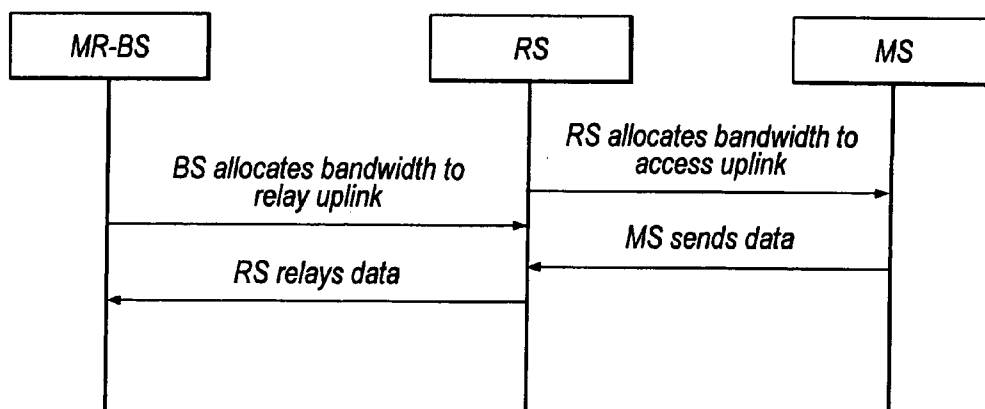 MR-BS
RS
MS
RS allocates bandwidth to
access uplink
BS allocates bandwidth to
relay uplink
MS sends data
RS relays data